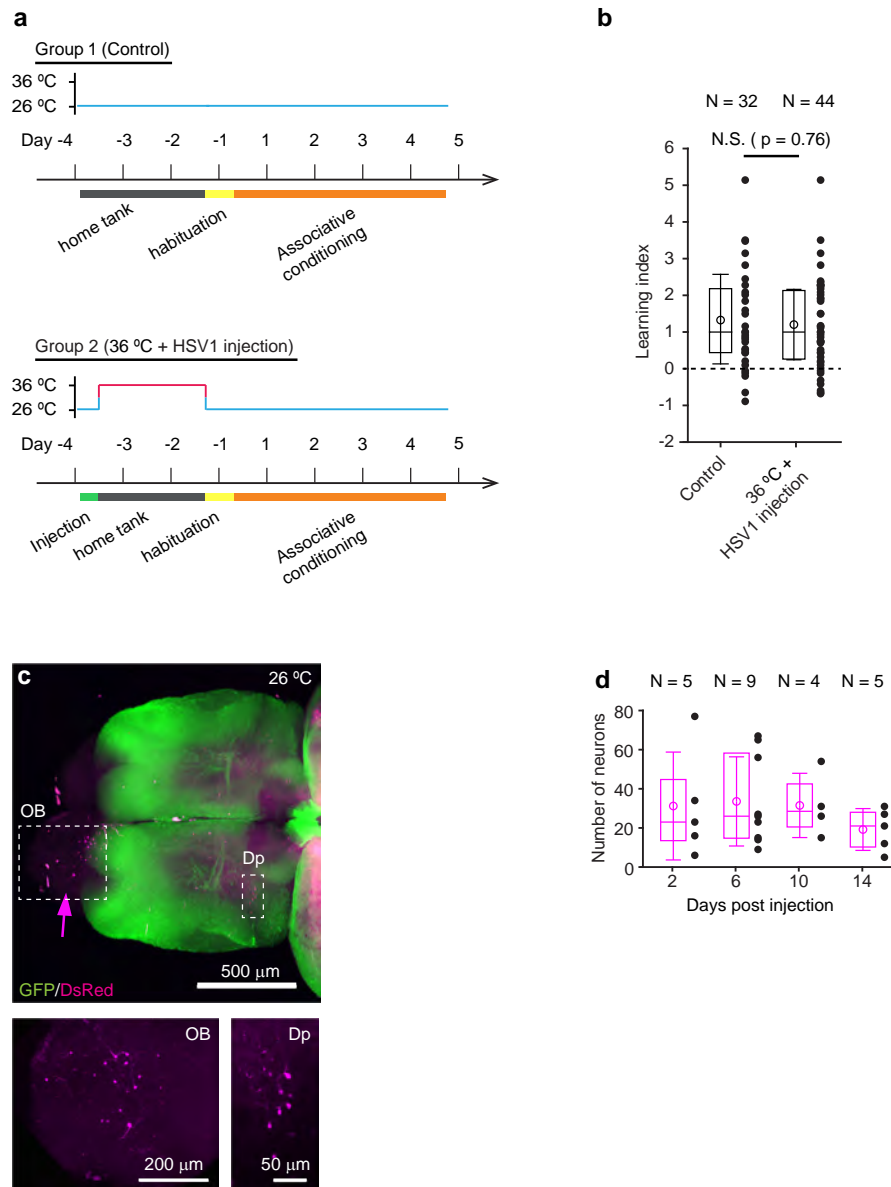 a
Group 1 (Control)
36 ºC
26 ºC
Day -4 -3 -2 -1 1 2 3 4 5
home tank
habituation
Associative
conditioning
Group 2 (36 ºC + HSV1 injection)
36 ºC
26 ºC
Day -4 -3 -2 -1 1 2 3 4 5
Injection
home tank
habituation
Associative
conditioning
b
N = 32 N = 44
N.S. ( p = 0.76)
Learning index
6
5
4
3
2
1
0
-1
-2
Control
36 ºC +
HSV1 injection
c
26 ºC
OB
Dp
500 µm
GFP/DsRed
OB
200 µm
Dp
50 µm
d
N = 5 N = 9 N = 4 N = 5
Number of neurons
80
60
40
20
0
2 6 10 14
Days post injection